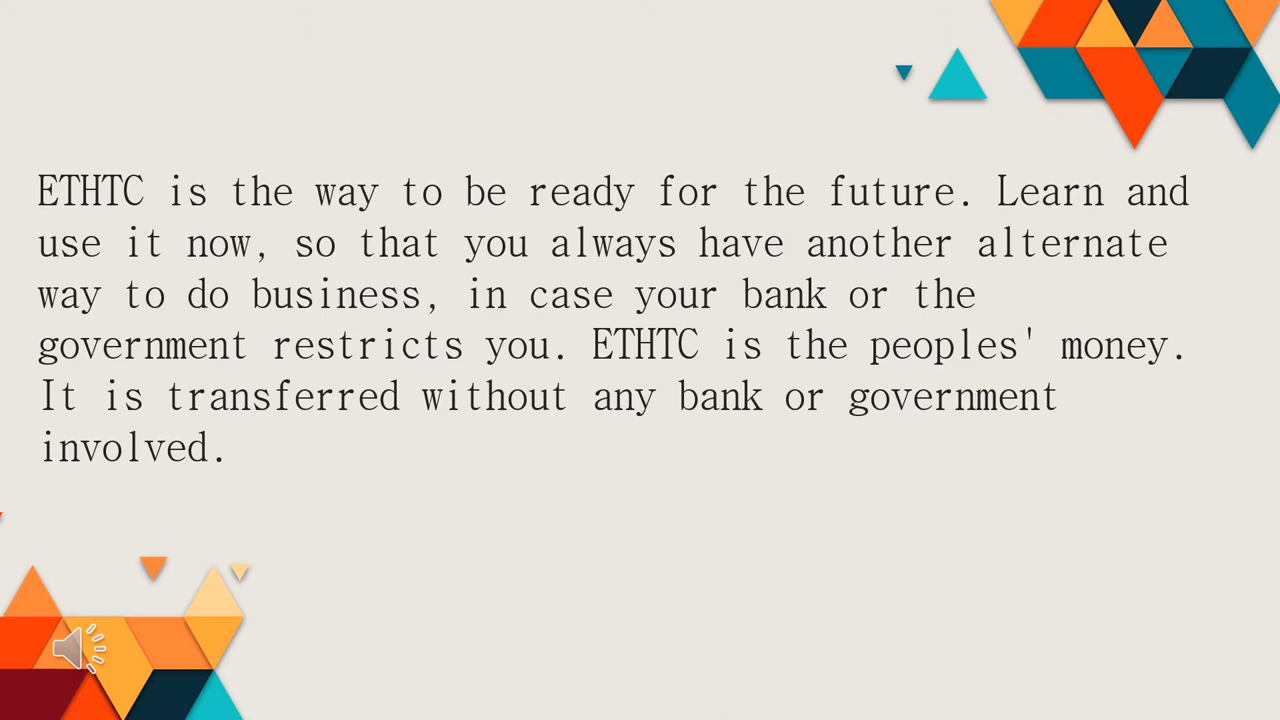 ETHTC is the way to be ready for the future. Learn and
use it now, so that you always have another alternate
way to do business, in case your bank or the
government restricts you. ETHTC is the peoples' money.
It is transferred without any bank or government
involved.